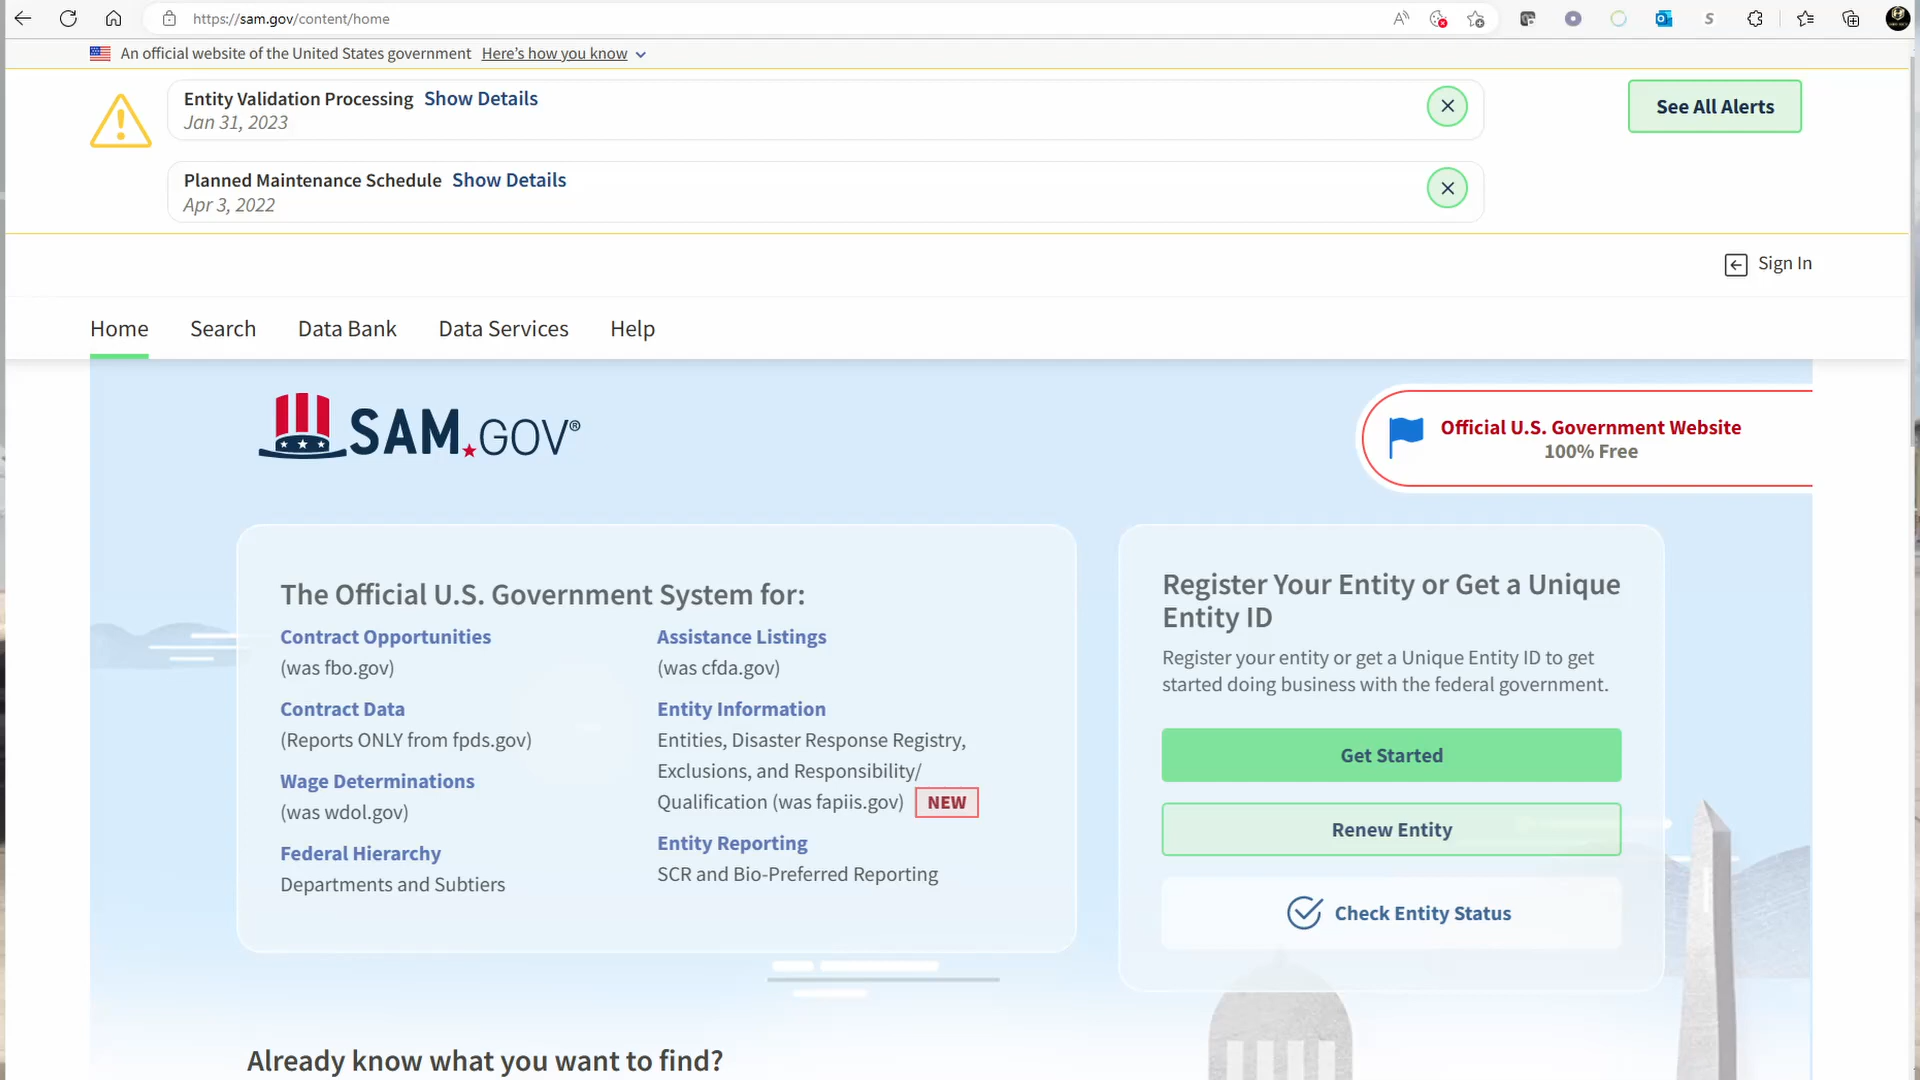 https://sam.gov/content/home
An official website of the United States government Here's how you know
Entity Validation Processing Show Details
Jan 31, 2023
See All Alerts
Planned Maintenance Schedule Show Details
Apr 3, 2022
Sign In
Home Search Data Bank Data Services Help
SAM.GOV®
Official U.S. Government Website
100% Free
The Official U.S. Government System for:
Contract Opportunities
(was fbo.gov)
Contract Data
(Reports ONLY from fpds.gov)
Wage Determinations
(was wdol.gov)
Federal Hierarchy
Departments and Subtiers
Assistance Listings
(was cfda.gov)
Entity Information
Entities, Disaster Response Registry,
Exclusions, and Responsibility/
Qualification (was fapiis.gov) NEW
Entity Reporting
SCR and Bio-Preferred Reporting
Register Your Entity or Get a Unique
Entity ID
Register your entity or get a Unique Entity ID to get
started doing business with the federal government.
Get Started
Renew Entity
Check Entity Status
Already know what you want to find?